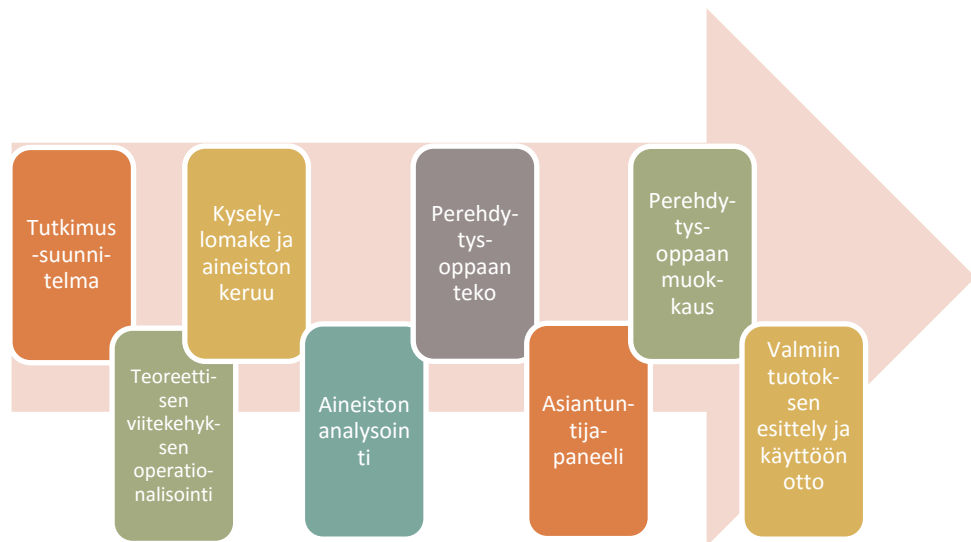 Tutkimus
-suunni-
telma
Teoreetti-
sen
viitekehyk-
sen
operatio-
nalisointi
Kysely-
lomake ja
aineiston
keruu
Aineiston
analysoin
ti
Perehdy-
tys-
oppaan
teko
Asiantun-
tija-
paneeli
Perehdy-
tys-
oppaan
muok-
kaus
Valmiin
tuotok-
sen
esittely ja
käyttöön
otto